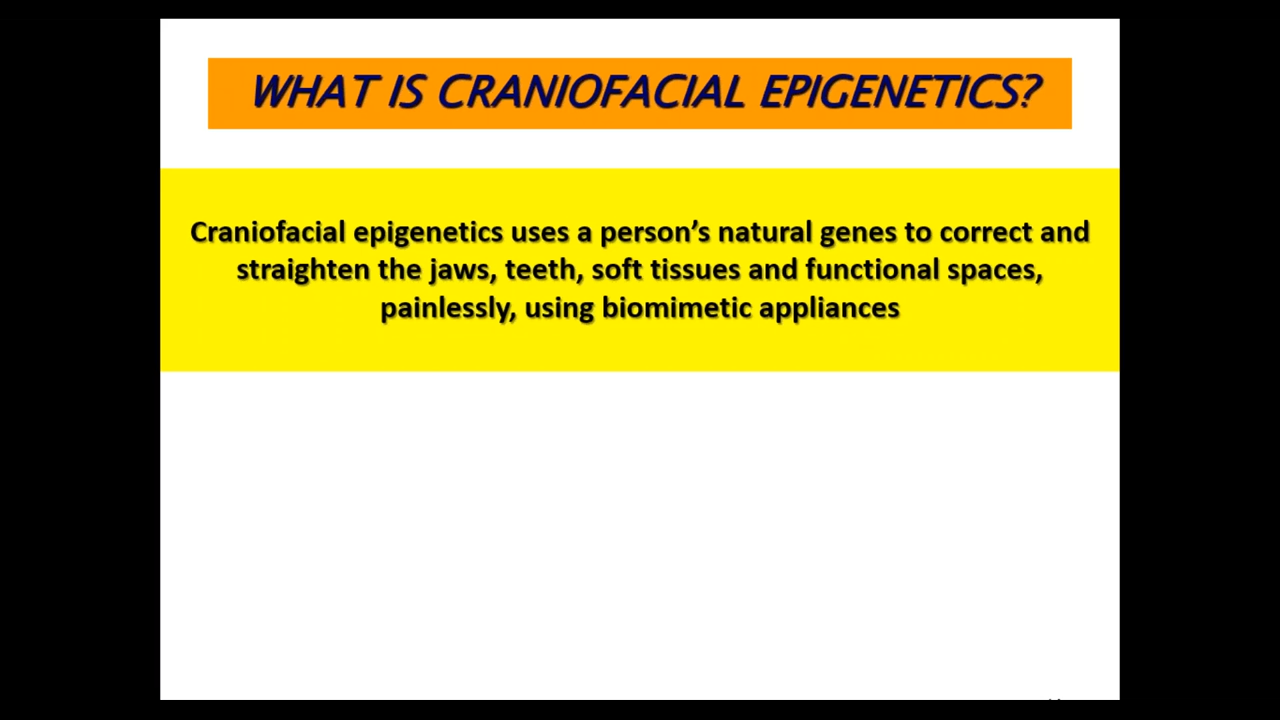 WHAT IS CRANIOFACIAL EPIGENETICS?
Craniofacial epigenetics uses a person’s natural genes to correct and
straighten the jaws, teeth, soft tissues and functional spaces,
painlessly, using biomimetic appliances